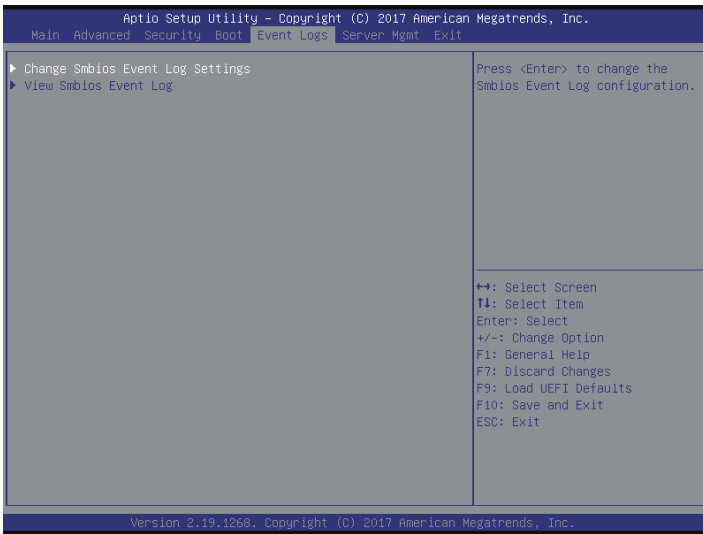 Aptio Setup Utility – Copyright (C) 2017 American Megatrends, Inc.
Main Advanced Security Boot Event Logs Server Mgmt Exit
Change Smbios Event Log Settings
View Smbios Event Log
Press <Enter> to change the
Smbios Event Log configuration.
↔: Select Screen
↑↓: Select Item
Enter: Select
+/-: Change Option
F1: General Help
F7: Discard Changes
F9: Load UEFI Defaults
F10: Save and Exit
ESC: Exit
Version 2.19.1268. Copyright (C) 2017 American Megatrends, Inc.